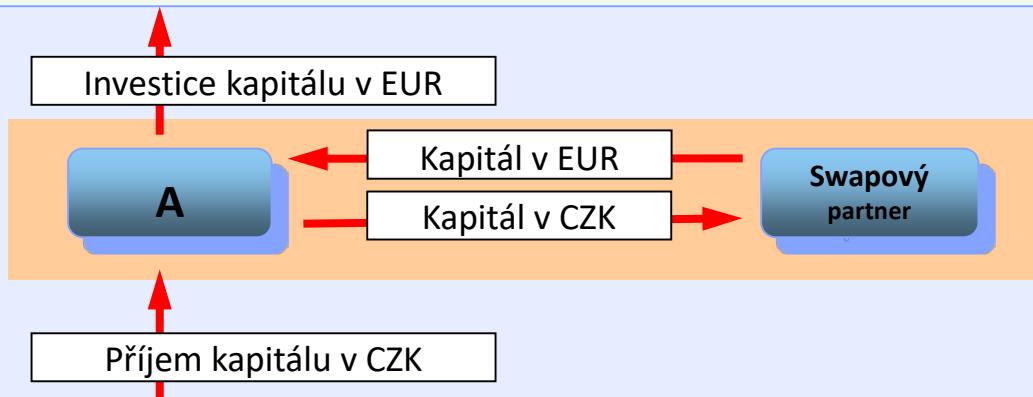 Investice kapitálu v EUR
Kapitál v EUR
A
Swapový
partner
Kapitál v CZK
Příjem kapitálu v CZK